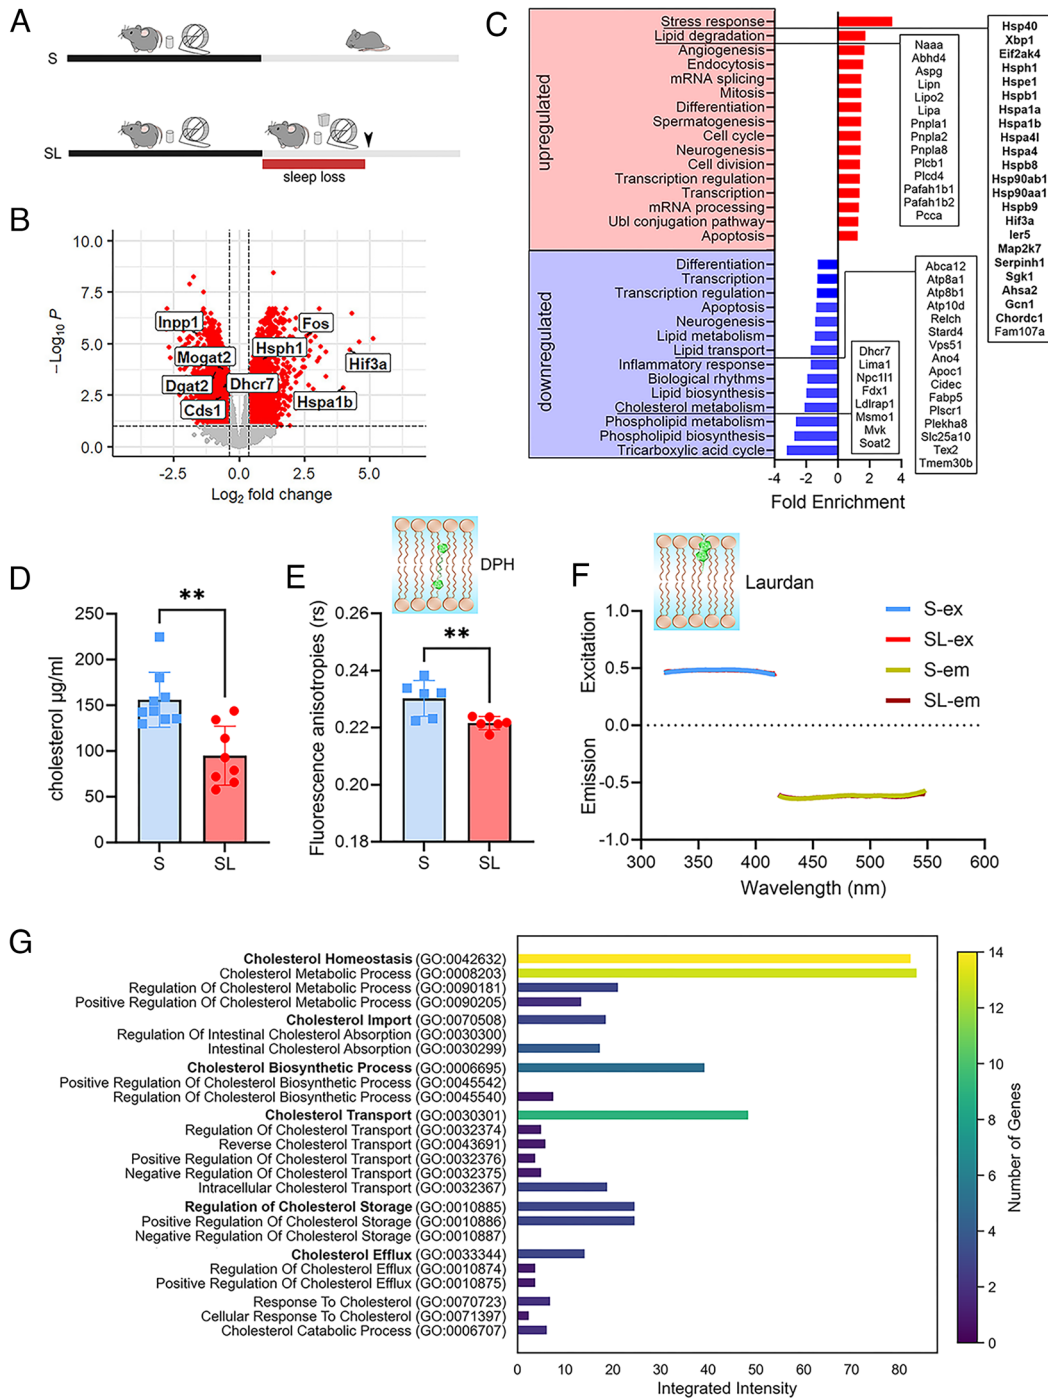 A
S
SL
sleep loss
B
10.0
7.5
5.0
2.5
0.0
−Log10 P
Inpp1
Fos
Mogat2
Hsph1
Hif3a
Dgat2
Dhcr7
Cds1
Hspa1b
-2.5
0.0
2.5
5.0
Log2 fold change
C
upregulated
Stress response
Lipid degradation
Angiogenesis
Endocytosis
mRNA splicing
Mitosis
Differentiation
Spermatogenesis
Cell cycle
Neurogenesis
Cell division
Transcription regulation
Transcription
mRNA processing
Ubl conjugation pathway
Apoptosis
downregulated
Differentiation
Transcription
Transcription regulation
Apoptosis
Neurogenesis
Lipid metabolism
Lipid transport
Inflammatory response
Biological rhythms
Lipid biosynthesis
Cholesterol metabolism
Phospholipid metabolism
Phospholipid biosynthesis
Tricarboxylic acid cycle
-4
-2
0
2
4
Fold Enrichment
Naaa
Abhd4
Aspg
Lipn
Lipo2
Lipa
Pnpla1
Pnpla2
Pnpla8
Plcb1
Plcd4
Pafah1b1
Pafah1b2
Pcca
Hsp40
Xbp1
Eif2ak4
Hsph1
Hspe1
Hspb1
Hspa1a
Hspa1b
Hspa4l
Hspa4
Hspb8
Hsp90ab1
Hsp90aa1
Hspb9
Hif3a
Ier5
Map2k7
Serpinh1
Sgk1
Ahsa2
Gcn1
Chordc1
Fam107a
Dhcr7
Lima1
Npc1l1
Fdx1
Ldlrap1
Msmo1
Mvk
Soat2
Abca12
Atp8a1
Atp8b1
Atp10d
Relch
Stard4
Vps51
Ano4
Apoc1
Cidec
Fabp5
Plscr1
Plekha8
Slc25a10
Tex2
Tmem30b
D
cholesterol µg/ml
250
200
150
100
50
0
**
S
SL
E
DPH
Fluorescence anisotropies (rs)
0.26
0.24
0.22
0.20
0.18
**
S
SL
F
Laurdan
S-ex
SL-ex
S-em
SL-em
Excitation
Emission
1.0
0.5
0.0
-0.5
-1.0
300
350
400
450
500
550
600
Wavelength (nm)
G
Cholesterol Homeostasis (GO:0042632)
Cholesterol Metabolic Process (GO:0008203)
Regulation Of Cholesterol Metabolic Process (GO:0090181)
Positive Regulation Of Cholesterol Metabolic Process (GO:0090205)
Cholesterol Import (GO:0070508)
Regulation Of Intestinal Cholesterol Absorption (GO:0030300)
Intestinal Cholesterol Absorption (GO:0030299)
Cholesterol Biosynthetic Process (GO:0006695)
Positive Regulation Of Cholesterol Biosynthetic Process (GO:0045542)
Regulation Of Cholesterol Biosynthetic Process (GO:0045540)
Cholesterol Transport (GO:0030301)
Regulation Of Cholesterol Transport (GO:0032374)
Reverse Cholesterol Transport (GO:0043691)
Positive Regulation Of Cholesterol Transport (GO:0032376)
Negative Regulation Of Cholesterol Transport (GO:0032375)
Intracellular Cholesterol Transport (GO:0032367)
Regulation of Cholesterol Storage (GO:0010885)
Positive Regulation Of Cholesterol Storage (GO:0010886)
Negative Regulation Of Cholesterol Storage (GO:0010887)
Cholesterol Efflux (GO:0033344)
Regulation Of Cholesterol Efflux (GO:0010874)
Positive Regulation Of Cholesterol Efflux (GO:0010875)
Response To Cholesterol (GO:0070723)
Cellular Response To Cholesterol (GO:0071397)
Cholesterol Catabolic Process (GO:0006707)
0
10
20
30
40
50
60
70
80
Integrated Intensity
14
12
10
8
6
4
2
0
Number of Genes